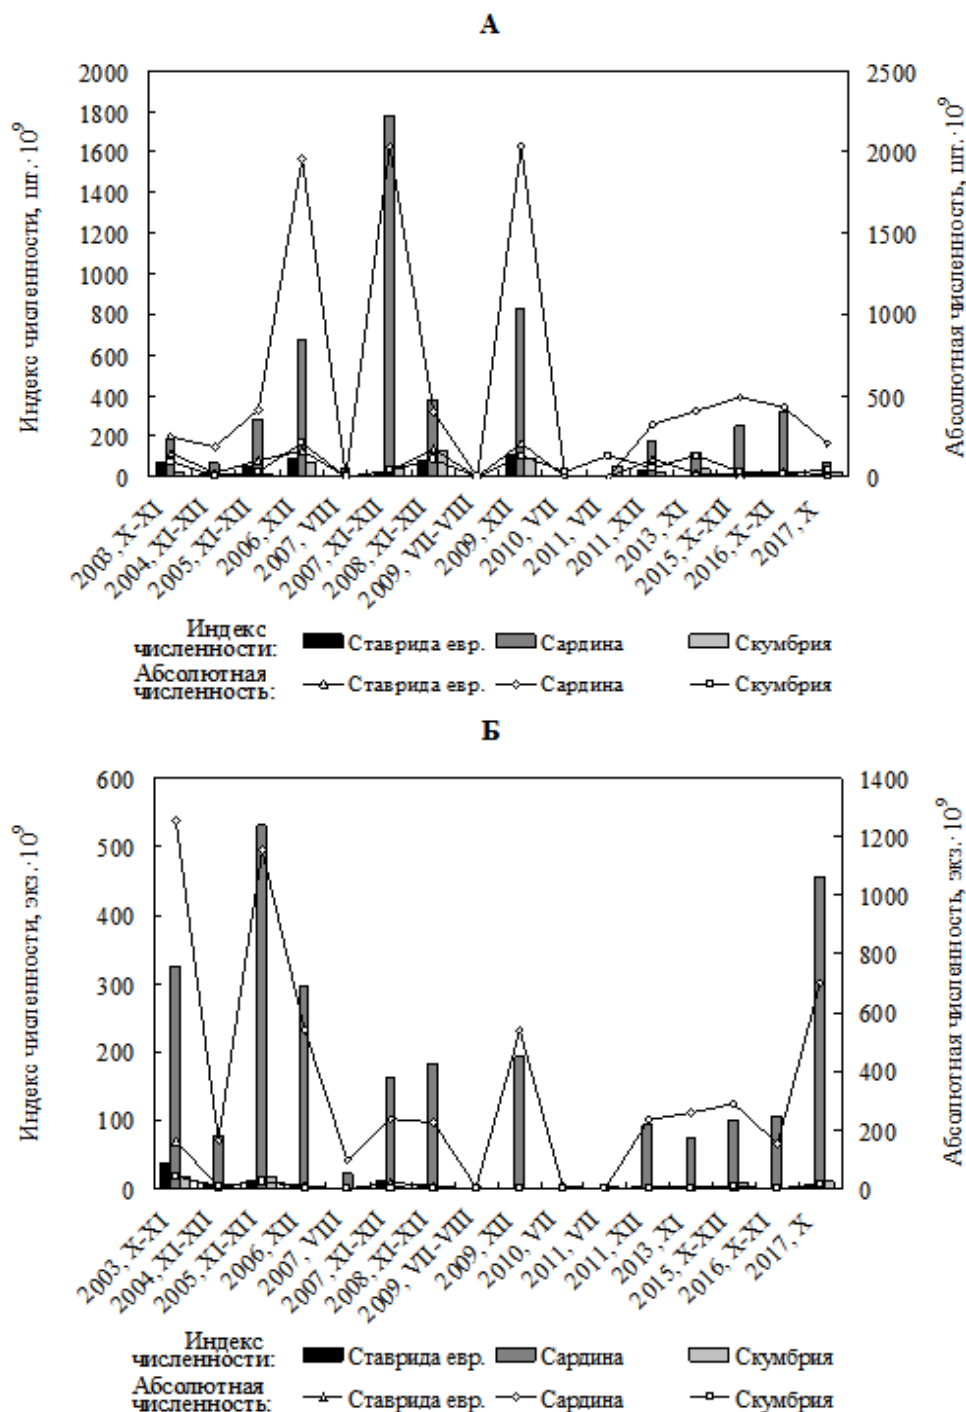 А
Индекс численности, шт.·10⁹
2000
1800
1600
1400
1200
1000
800
600
400
200
0
2500
2000
1500
1000
500
0
Абсолютная численность, шт.·10⁹
2003, X-XI
2004, XI-XII
2005, XI-XII
2006, XII
2007, VIII
2007, XI-XII
2008, XI-XII
2009, VII-VIII
2009, XII
2010, VII
2011, VII
2011, XII
2013, XI
2015, X-XII
2016, X-XI
2017, X
Индекс
численности: Ставрида евр. Сардина Скумбрия
Абсолютная
численность: Ставрида евр. Сардина Скумбрия
Б
Индекс численности, экз.·10⁹
600
500
400
300
200
100
0
1400
1200
1000
800
600
400
200
0
Абсолютная численность, экз.·10⁹
2003, X-XI
2004, XI-XII
2005, XI-XII
2006, XII
2007, VIII
2007, XI-XII
2008, XI-XII
2009, VII-VIII
2009, XII
2010, VII
2011, VII
2011, XII
2013, XI
2015, X-XII
2016, X-XI
2017, X
Индекс
численности: Ставрида евр. Сардина Скумбрия
Абсолютная
численность: Ставрида евр. Сардина Скумбрия